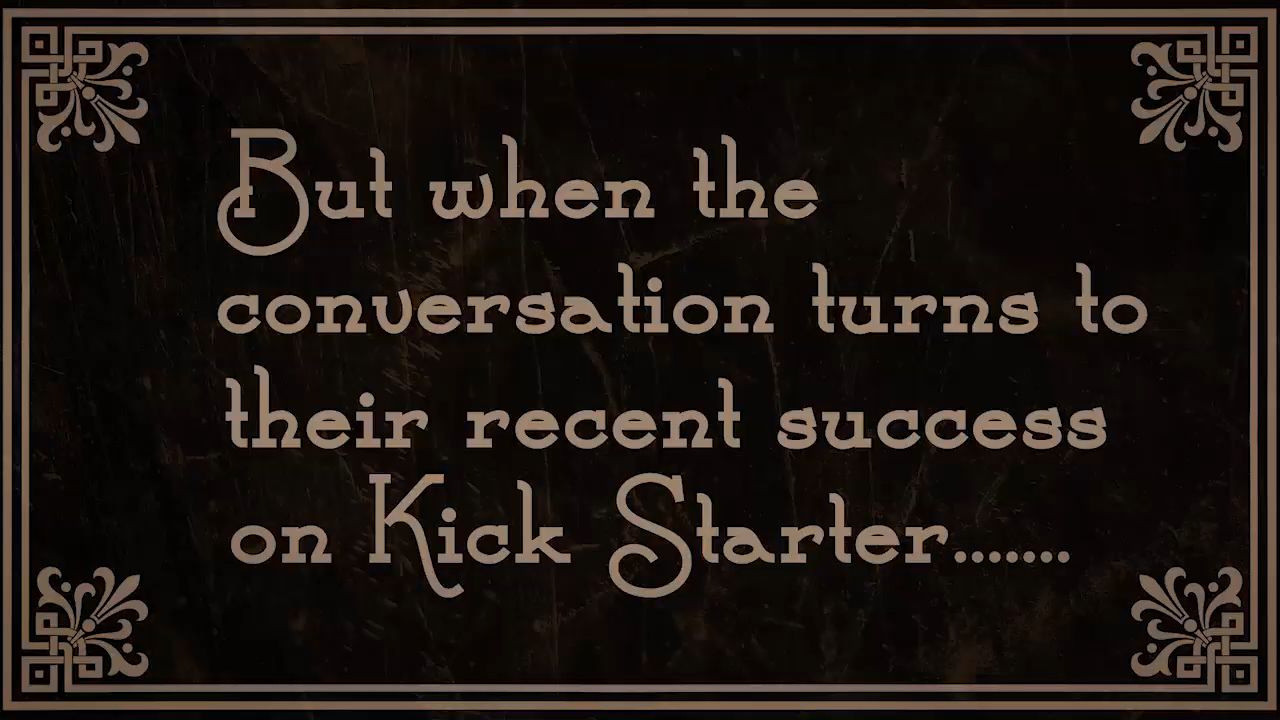 But when the
conversation turns to
their recent success
on Kick Starter.......